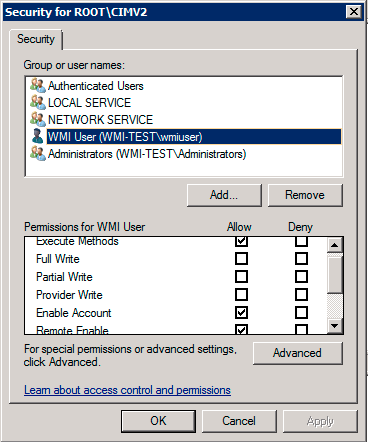 Security for ROOT\CIMV2
Security
Group or user names:
Authenticated Users
LOCAL SERVICE
NETWORK SERVICE
WMI User (WMI-TEST\wmiuser)
Administrators (WMI-TEST\Administrators)
Add... Remove
Permissions for WMI User Allow Deny
Execute Methods
Full Write
Partial Write
Provider Write
Enable Account
Remote Enable
For special permissions or advanced settings,
click Advanced.
Advanced
Learn about access control and permissions
OK Cancel Apply